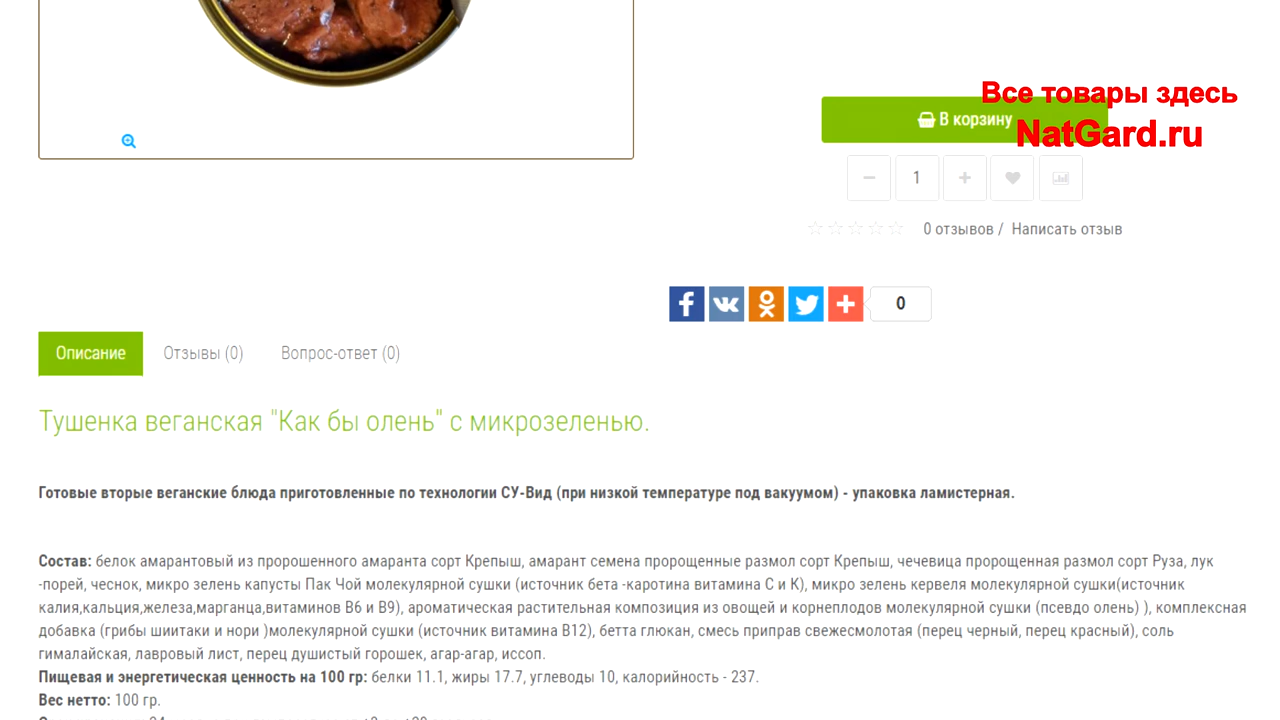 Все товары здесь
В корзину
NatGard.ru
1
0 отзывов / Написать отзыв
0
Описание Отзывы (0) Вопрос-ответ (0)
Тушенка веганская "Как бы олень" с микрозеленью.
Готовые вторые веганские блюда приготовленные по технологии СУ-Вид (при низкой температуре под вакуумом) - упаковка ламистерная.
Состав: белок амарантовый из пророшенного амаранта сорт Крепыш, амарант семена пророщенные размол сорт Крепыш, чечевица пророщенная размол сорт Руза, лук
-порей, чеснок, микро зелень капусты Пак Чой молекулярной сушки (источник бета -каротина витамина С и К), микро зелень кервеля молекулярной сушки(источник
калия,кальция,железа,марганца,витаминов В6 и В9), ароматическая растительная композиция из овощей и корнеплодов молекулярной сушки (псевдо олень) ), комплексная
добавка (грибы шиитаки и нори )молекулярной сушки (источник витамина В12), бетта глюкан, смесь приправ свежесмолотая (перец черный, перец красный), соль
гималайская, лавровый лист, перец душистый горошек, агар-агар, иссоп.
Пищевая и энергетическая ценность на 100 гр: белки 11.1, жиры 17.7, углеводы 10, калорийность - 237.
Вес нетто: 100 гр.